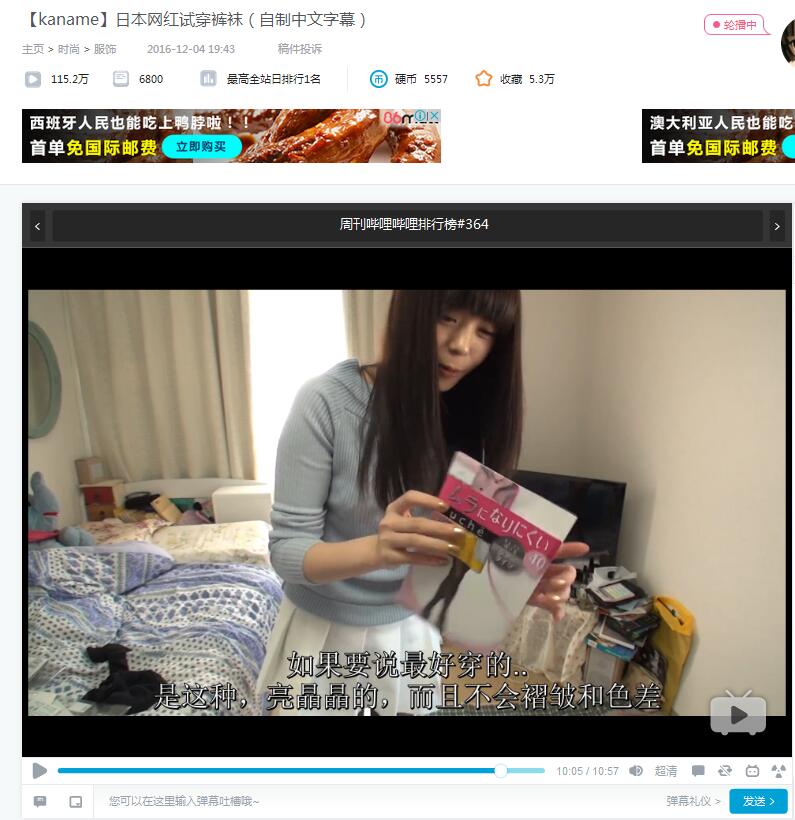 【kaname】日本网红试穿裤袜（自制中文字幕）
轮播中
主页 > 时尚 > 服饰 2016-12-04 19:43 稿件投诉
115.2万 6800 最高全站日排行1名 硬币 5557 收藏 5.3万
西班牙人民也能吃上鸭脖啦！！
首单免国际邮费 立即购买
澳大利亚人民也能吃
首单免国际邮费
周刊哔哩哔哩排行榜#364
ムラになりにくい
如果要说最好穿的..
是这种，亮晶晶的，而且不会褶皱和色差
10:05 / 10:57 超清
您可以在这里输入弹幕吐槽哦~ 弹幕礼仪 > 发送 >